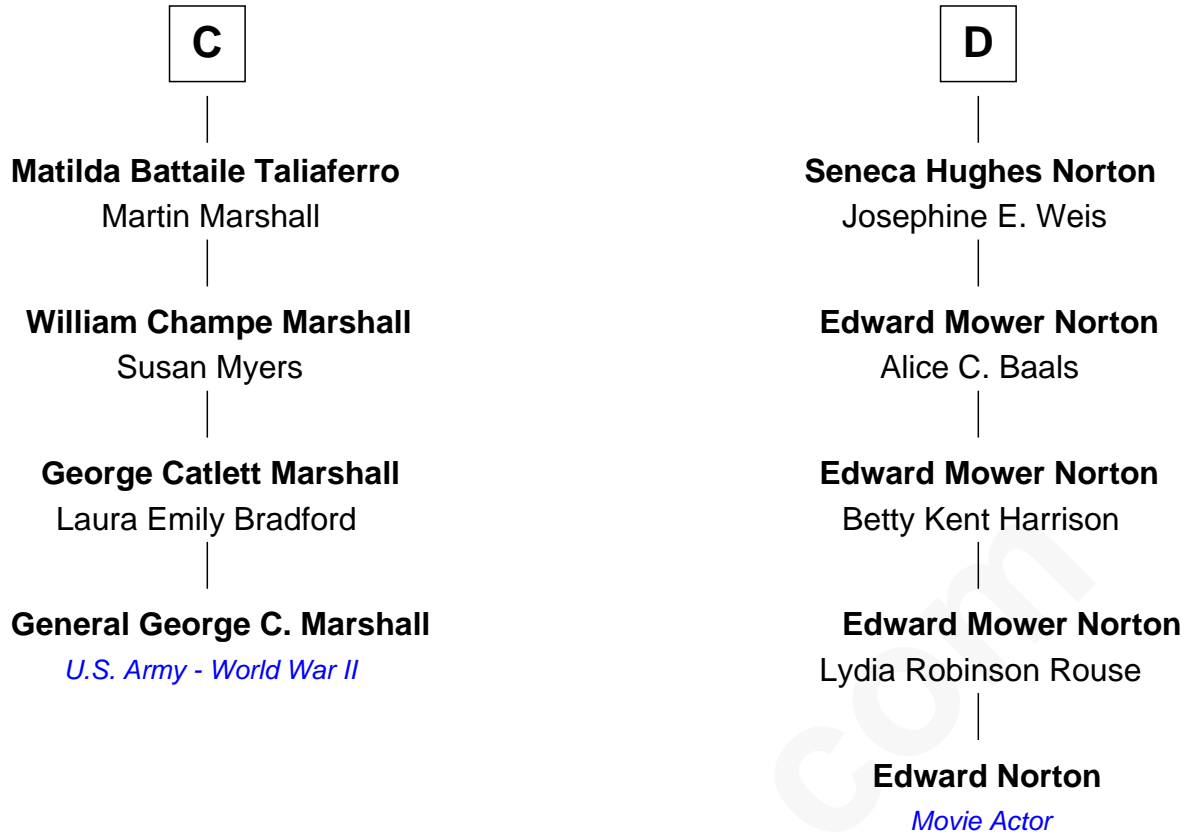 C
Matilda Battaile Taliaferro
Martin Marshall
William Champe Marshall
Susan Myers
George Catlett Marshall
Laura Emily Bradford
General George C. Marshall
U.S. Army - World War II
D
Seneca Hughes Norton
Josephine E. Weis
Edward Mower Norton
Alice C. Baals
Edward Mower Norton
Betty Kent Harrison
Edward Mower Norton
Lydia Robinson Rouse
Edward Norton
Movie Actor
com